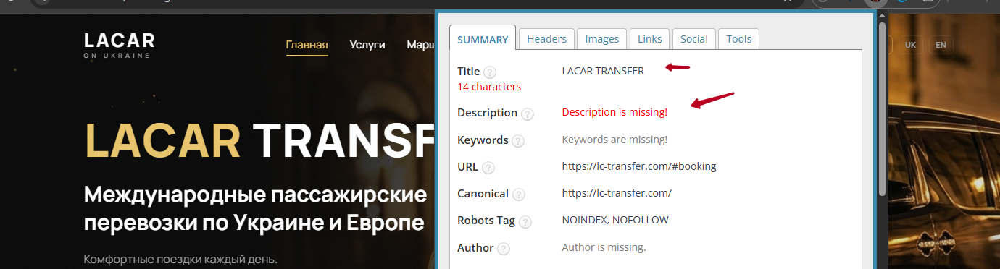 LACAR
ON UKRAINE
Главная
Услуги
Марш
SUMMARY
Headers
Images
Links
Social
Tools
UK
EN
Title ?
LACAR TRANSFER
14 characters
Description ?
Description is missing!
Keywords ?
Keywords are missing!
URL ?
https://lc-transfer.com/#booking
Canonical ?
https://lc-transfer.com/
Robots Tag ?
NOINDEX, NOFOLLOW
Author ?
Author is missing.
LACAR TRANSF
Международные пассажирские
перевозки по Украине и Европе
Комфортные поездки каждый день.